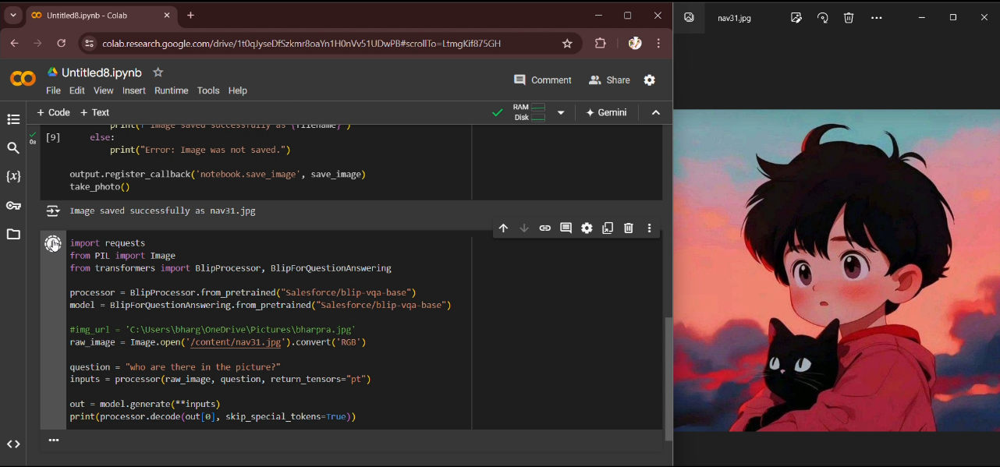 Untitled8.ipynb - Colab
colab.research.google.com/drive/1t0qJyseDfSzkmr8oaYn1H0nVv51UDwPB#scrollTo=LtmgKif875GH
nav31.jpg
Untitled8.ipynb
File Edit View Insert Runtime Tools Help
Comment Share
+ Code + Text
RAM
Disk
Gemini
print(f"Image saved successfully as {filename}")
[9] else:
0s
print("Error: Image was not saved.")
output.register_callback('notebook.save_image', save_image)
take_photo()
Image saved successfully as nav31.jpg
import requests
from PIL import Image
from transformers import BlipProcessor, BlipForQuestionAnswering
processor = BlipProcessor.from_pretrained("Salesforce/blip-vqa-base")
model = BlipForQuestionAnswering.from_pretrained("Salesforce/blip-vqa-base")
#img_url = 'C:\Users\bharg\OneDrive\Pictures\bharpra.jpg'
raw_image = Image.open('/content/nav31.jpg').convert('RGB')
question = "who are there in the picture?"
inputs = processor(raw_image, question, return_tensors="pt")
out = model.generate(**inputs)
print(processor.decode(out[0], skip_special_tokens=True))